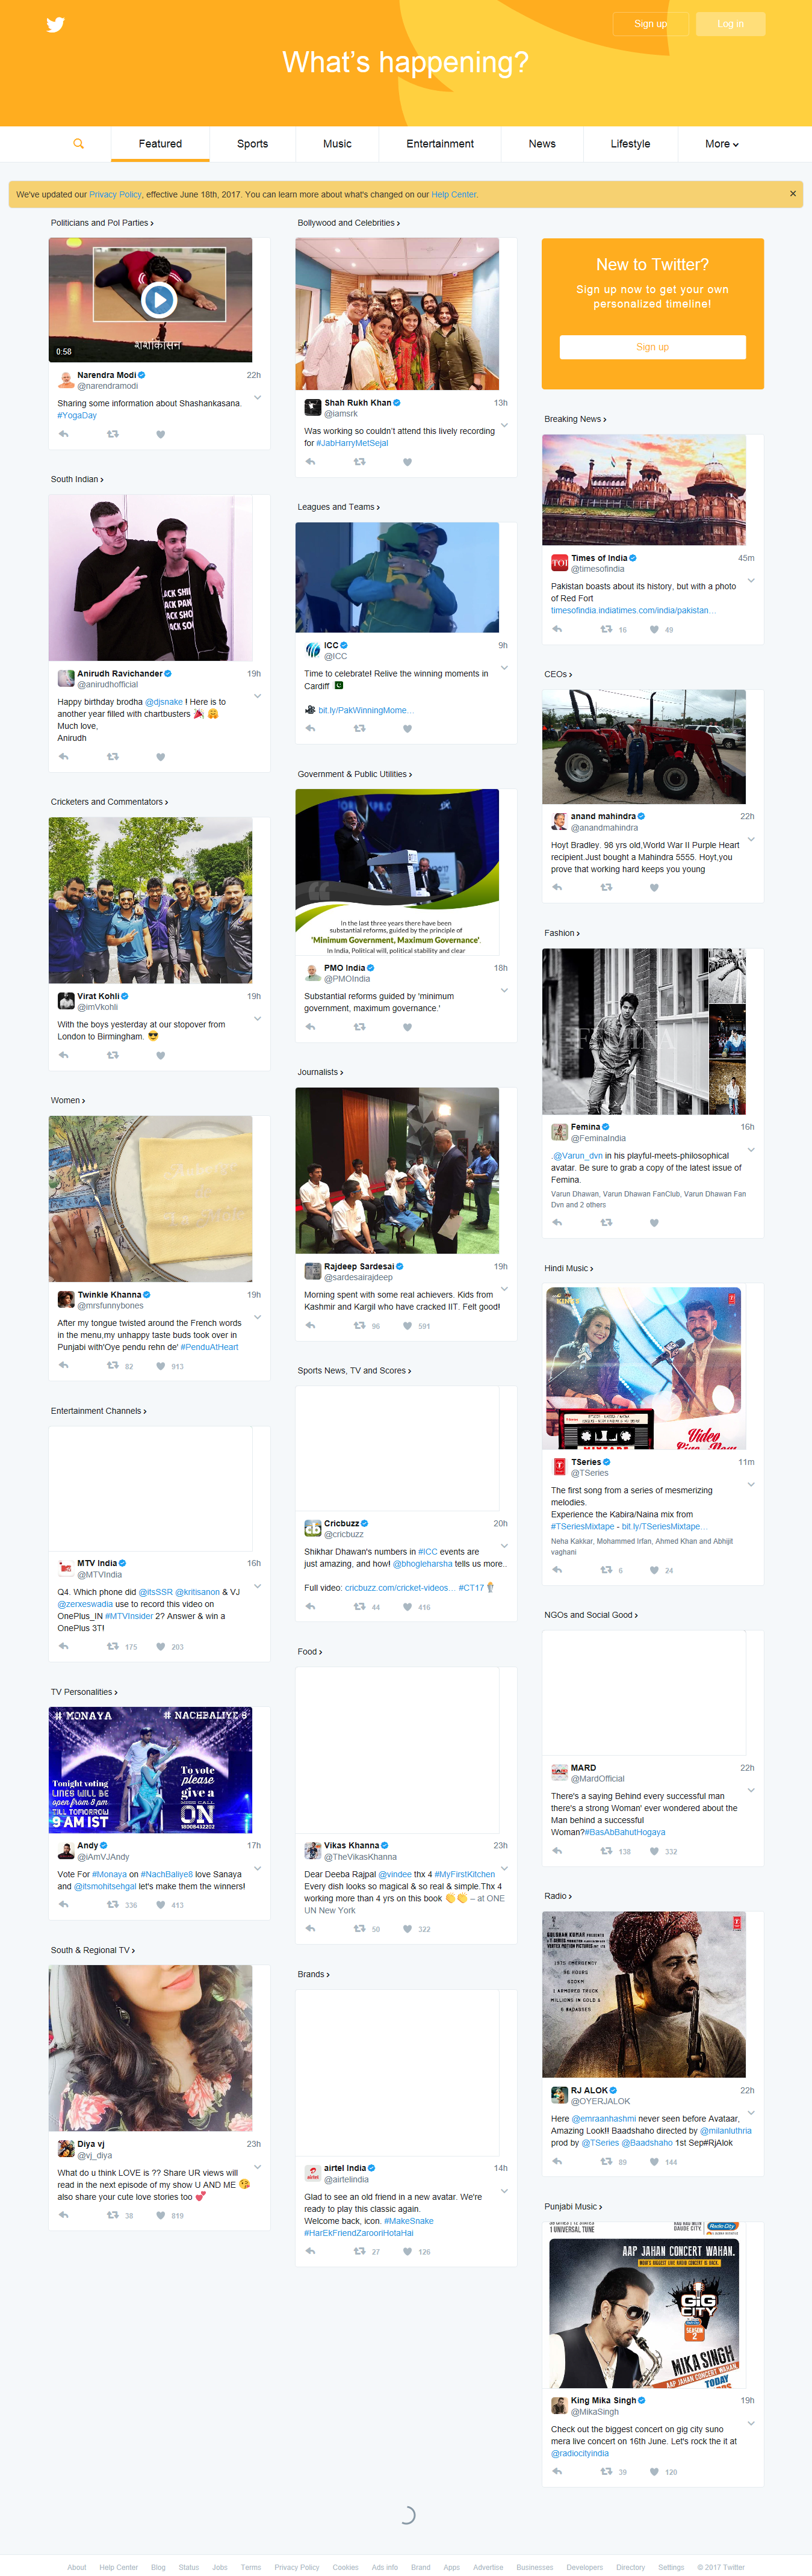 Sign up
Log in
What's happening?
Featured
Sports
Music
Entertainment
News
Lifestyle
More
We've updated our Privacy Policy, effective June 18th, 2017. You can learn more about what's changed on our Help Center.
Politicians and Pol Parties
शशांकासन
0:58
Narendra Modi
22h
@narendramodi
Sharing some information about Shashankasana.
#YogaDay
South Indian
Anirudh Ravichander
19h
@anirudhofficial
Happy birthday brodha @djsnake ! Here is to
another year filled with chartbusters 🎉 🤗
Much love,
Anirudh
Cricketers and Commentators
Virat Kohli
19h
@imVkohli
With the boys yesterday at our stopover from
London to Birmingham. 😎
Women
Twinkle Khanna
19h
@mrsfunnybones
After my tongue twisted around the French words
in the menu,my unhappy taste buds took over in
Punjabi with'Oye pendu rehn de' #PenduAtHeart
82
913
Entertainment Channels
MTV India
16h
@MTVIndia
Q4. Which phone did @itsSSR @kritisanon & VJ
@zerxeswadia use to record this video on
OnePlus_IN #MTVInsider 2? Answer & win a
OnePlus 3T!
175
203
TV Personalities
# MONAYA
# NACHBALIYE 8
Tonight voting
LINES WILL BE
open from 8 pm
TILL TOMORROW
9 AM IST
To vote
please
give a
MISS CALL
ON
18008432202
Andy
17h
@iAmVJAndy
Vote For #Monaya on #NachBaliye8 love Sanaya
and @itsmohitsehgal let's make them the winners!
336
413
South & Regional TV
Diya vj
23h
@vj_diya
What do u think LOVE is ?? Share UR views will
read in the next episode of my show U AND ME 😘
also share your cute love stories too 💕
38
819
Bollywood and Celebrities
Shah Rukh Khan
13h
@iamsrk
Was working so couldn't attend this lively recording
for #JabHarryMetSejal
Leagues and Teams
ICC
9h
@ICC
Time to celebrate! Relive the winning moments in
Cardiff 🇵🇰
🎥 bit.ly/PakWinningMome…
Government & Public Utilities
In the last three years there have been
substantial reforms, guided by the principle of
'Minimum Government, Maximum Governance'.
In India, Political will, political stability and clear
PMO India
18h
@PMOIndia
Substantial reforms guided by 'minimum
government, maximum governance.'
Journalists
Rajdeep Sardesai
19h
@sardesairajdeep
Morning spent with some real achievers. Kids from
Kashmir and Kargil who have cracked IIT. Felt good!
96
591
Sports News, TV and Scores
Cricbuzz
20h
@cricbuzz
Shikhar Dhawan's numbers in #ICC events are
just amazing, and how! @bhogleharsha tells us more..
Full video: cricbuzz.com/cricket-videos… #CT17
44
416
Food
Vikas Khanna
23h
@TheVikasKhanna
Dear Deeba Rajpal @vindee thx 4 #MyFirstKitchen
Every dish looks so magical & so real & simple.Thx 4
working more than 4 yrs on this book 👏👏 – at ONE
UN New York
50
322
Brands
airtel India
14h
@airtelindia
Glad to see an old friend in a new avatar. We're
ready to play this classic again.
Welcome back, icon. #MakeSnake
#HarEkFriendZarooriHotaHai
27
126
New to Twitter?
Sign up now to get your own
personalized timeline!
Sign up
Breaking News
Times of India
45m
@timesofindia
Pakistan boasts about its history, but with a photo
of Red Fort
timesofindia.indiatimes.com/india/pakistan…
16
49
CEOs
anand mahindra
22h
@anandmahindra
Hoyt Bradley. 98 yrs old,World War II Purple Heart
recipient.Just bought a Mahindra 5555. Hoyt,you
prove that working hard keeps you young
Fashion
FEMINA
Femina
16h
@FeminaIndia
.@Varun_dvn in his playful-meets-philosophical
avatar. Be sure to grab a copy of the latest issue of
Femina.
Varun Dhawan, Varun Dhawan FanClub, Varun Dhawan Fan
Dvn and 2 others
Hindi Music
MIXTAPE
Video
TSeries
11m
@TSeries
The first song from a series of mesmerizing
melodies.
Experience the Kabira/Naina mix from
#TSeriesMixtape - bit.ly/TSeriesMixtape…
Neha Kakkar, Mohammed Irfan, Ahmed Khan and Abhijit
vaghani
6
24
NGOs and Social Good
MARD
22h
@MardOfficial
There's a saying Behind every successful man
there's a strong Woman' ever wondered about the
Man behind a successful
Woman?#BasAbBahutHogaya
138
332
Radio
GULSHAN KUMAR
1975 EMERGENCY
96 HOURS
600KM
1 ARMORED TRUCK
MILLIONS IN GOLD &
6 BADASSES
RJ ALOK
22h
@OYERJALOK
Here @emraanhashmi never seen before Avataar,
Amazing Look!! Baadshaho directed by @milanluthria
prod by @TSeries @Baadshaho 1st Sep#RjAlok
89
144
Punjabi Music
1 UNIVERSAL TUNE
Radio City
AAP JAHAN CONCERT WAHAN.
GIG
CITY
SEASON
2
MIKA SINGH
AAP JAHAN CONCERT WAHAN
TODAY
King Mika Singh
19h
@MikaSingh
Check out the biggest concert on gig city suno
mera live concert on 16th June. Let's rock the it at
@radiocityindia
39
120
About
Help Center
Blog
Status
Jobs
Terms
Privacy Policy
Cookies
Ads info
Brand
Apps
Advertise
Businesses
Developers
Directory
Settings
© 2017 Twitter